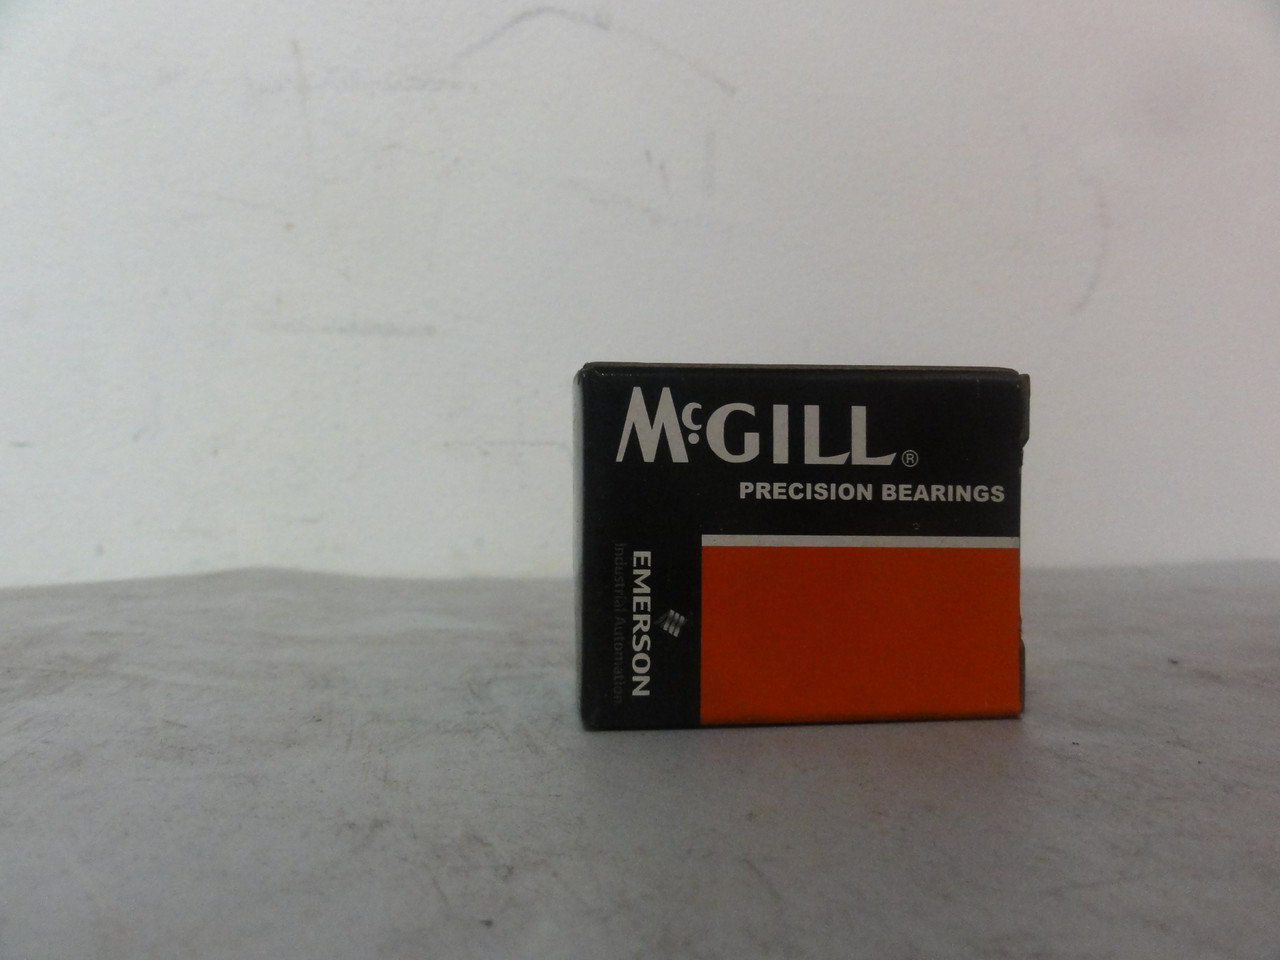 McGILL®
PRECISION BEARINGS
EMERSON
Industrial Automation